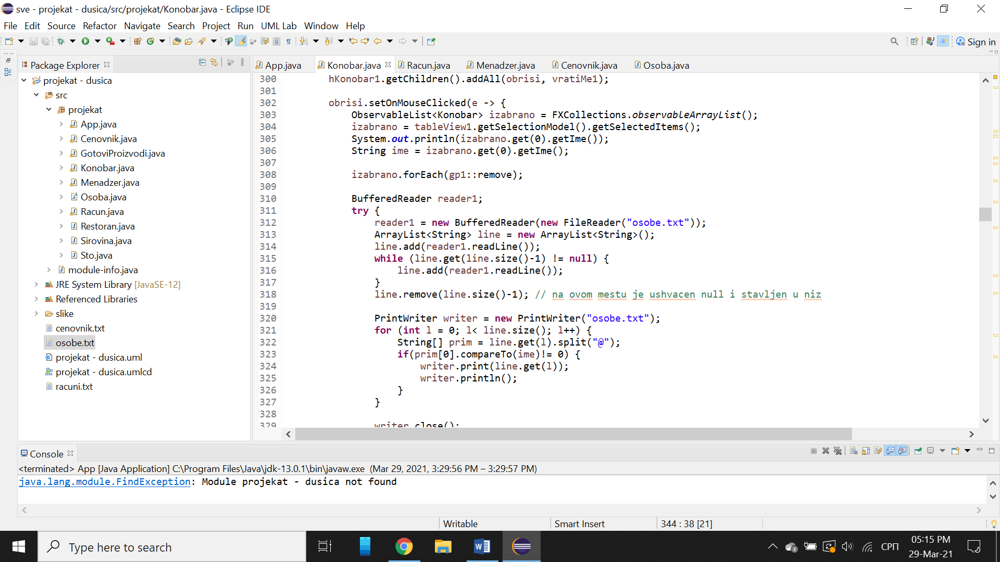 sve - projekat - dusica/src/projekat/Konobar.java - Eclipse IDE
File Edit Source Refactor Navigate Search Project Run UML Lab Window Help
Sign in
Package Explorer
App.java Konobar.java Racun.java Menadzer.java Cenovnik.java Osoba.java
projekat - dusica
src
projekat
App.java
Cenovnik.java
GotoviProizvodi.java
Konobar.java
Menadzer.java
Osoba.java
Racun.java
Restoran.java
Sirovina.java
Sto.java
module-info.java
JRE System Library [JavaSE-12]
Referenced Libraries
slike
cenovnik.txt
osobe.txt
projekat - dusica.uml
projekat - dusica.umlcd
racuni.txt
300 hKonobar1.getChildren().addAll(obrisi, vratiMe1);
301
302 obrisi.setOnMouseClicked(e -> {
303 ObservableList<Konobar> izabrano = FXCollections.observableArrayList();
304 izabrano = tableView1.getSelectionModel().getSelectedItems();
305 System.out.println(izabrano.get(0).getIme());
306 String ime = izabrano.get(0).getIme();
307
308 izabrano.forEach(gp1::remove);
309
310 BufferedReader reader1;
311 try {
312 reader1 = new BufferedReader(new FileReader("osobe.txt"));
313 ArrayList<String> line = new ArrayList<String>();
314 line.add(reader1.readLine());
315 while (line.get(line.size()-1) != null) {
316 line.add(reader1.readLine());
317 }
318 line.remove(line.size()-1); // na ovom mestu je ushvacen null i stavljen u niz
319
320 PrintWriter writer = new PrintWriter("osobe.txt");
321 for (int l = 0; l< line.size(); l++) {
322 String[] prim = line.get(l).split("@");
323 if(prim[0].compareTo(ime)!= 0) {
324 writer.print(line.get(l));
325 writer.println();
326 }
327 }
328
329 writer.close();
Console
<terminated> App [Java Application] C:\Program Files\Java\jdk-13.0.1\bin\javaw.exe (Mar 29, 2021, 3:29:56 PM – 3:29:57 PM)
java.lang.module.FindException: Module projekat - dusica not found
Writable Smart Insert 344 : 38 [21]
Type here to search
СРП
05:15 PM
29-Mar-21